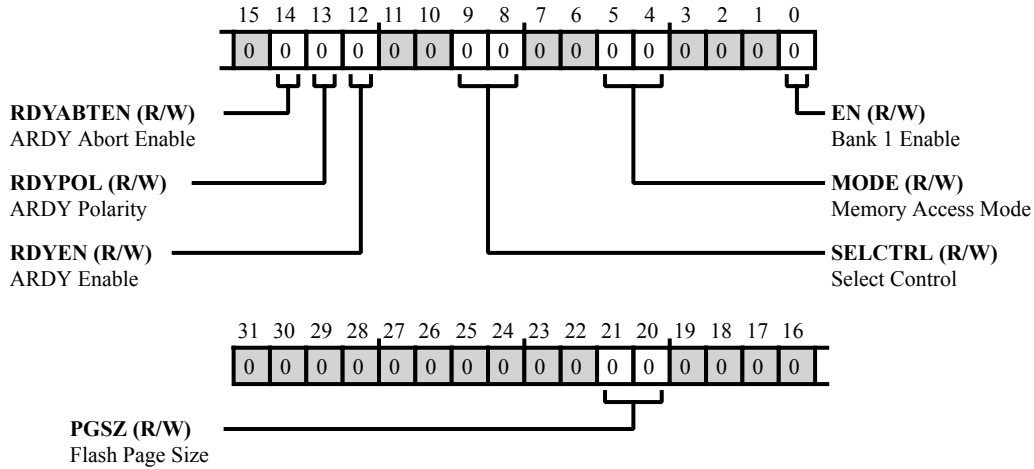 15 14 13 12 11 10 9 8 7 6 5 4 3 2 1 0
0 0 0 0 0 0 0 0 0 0 0 0 0 0 0 0
RDYABTEN (R/W)
ARDY Abort Enable
RDYPOL (R/W)
ARDY Polarity
RDYEN (R/W)
ARDY Enable
EN (R/W)
Bank 1 Enable
MODE (R/W)
Memory Access Mode
SELCTRL (R/W)
Select Control
31 30 29 28 27 26 25 24 23 22 21 20 19 18 17 16
0 0 0 0 0 0 0 0 0 0 0 0 0 0 0 0
PGSZ (R/W)
Flash Page Size